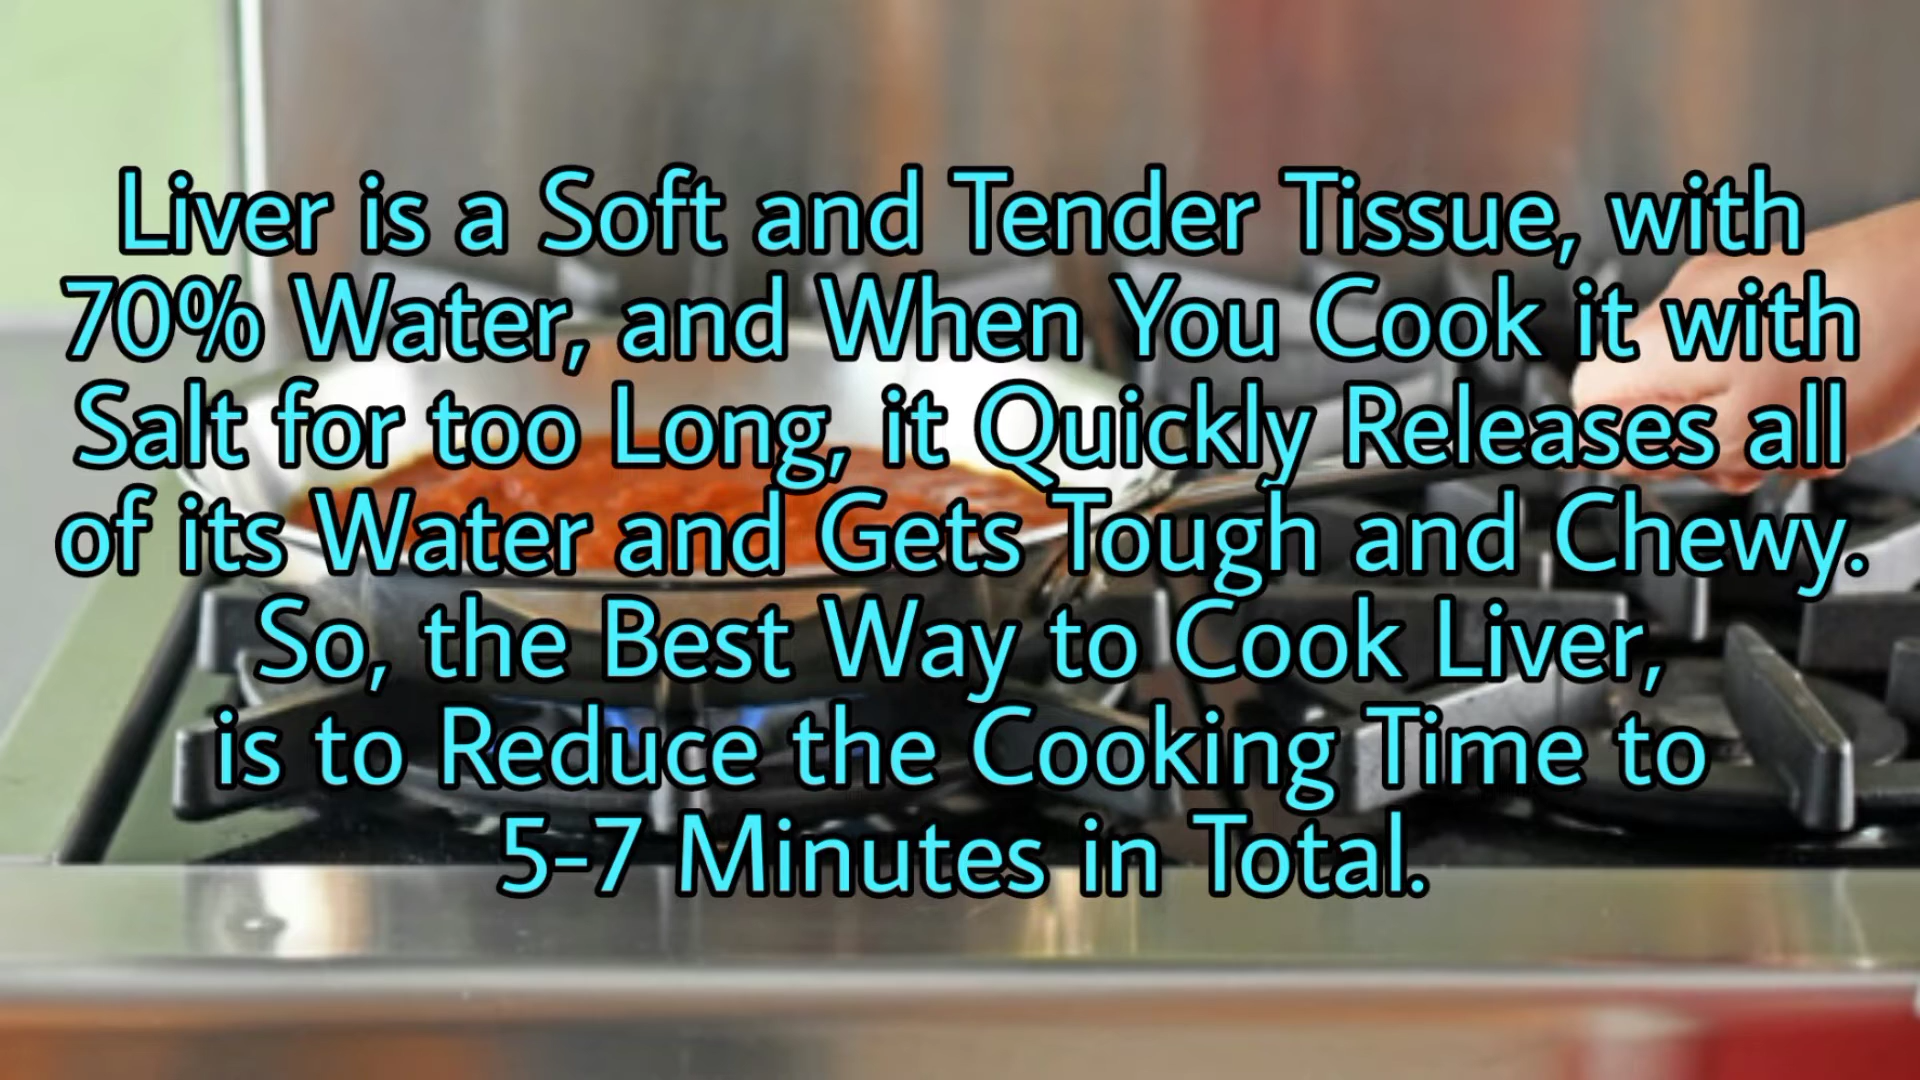 Liver is a Soft and Tender Tissue, with
70% Water, and When You Cook it with
Salt for too Long, it Quickly Releases all
of its Water and Gets Tough and Chewy.
So, the Best Way to Cook Liver,
is to Reduce the Cooking Time to
5-7 Minutes in Total.